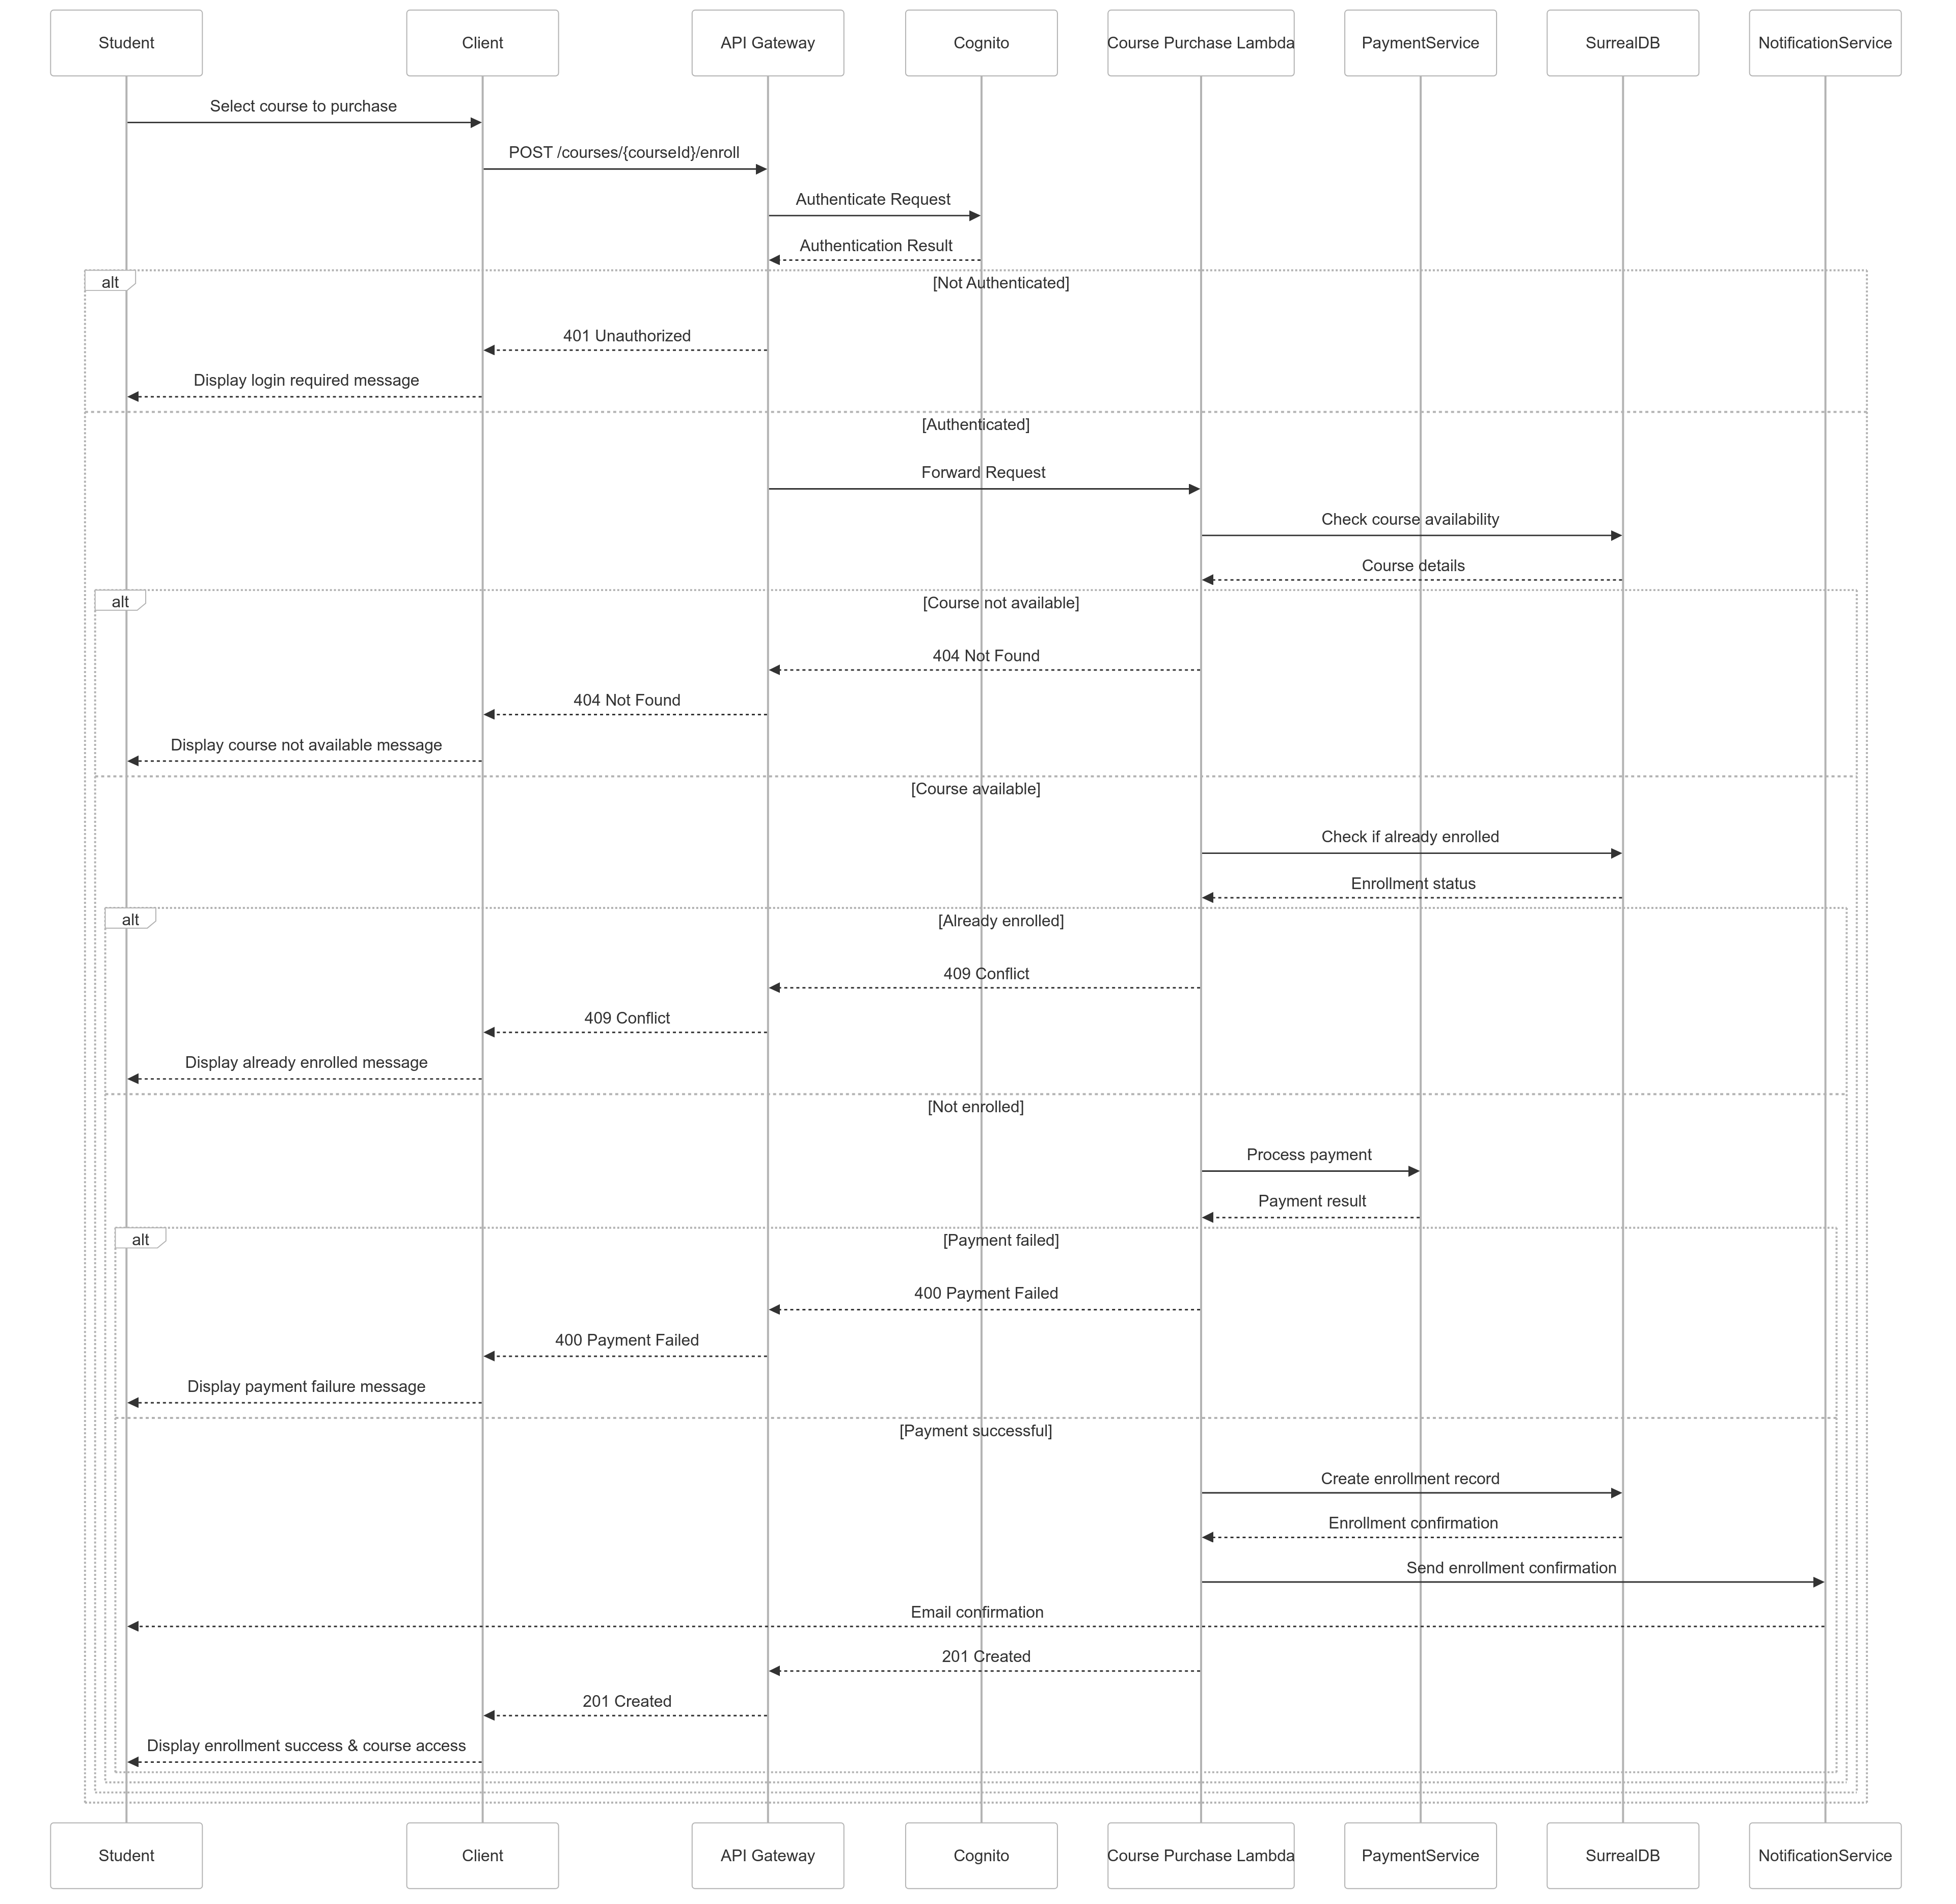 Student
Client
API Gateway
Cognito
Course Purchase Lambda
PaymentService
SurrealDB
NotificationService
Select course to purchase
POST /courses/{courseId}/enroll
Authenticate Request
Authentication Result
alt
[Not Authenticated]
401 Unauthorized
Display login required message
[Authenticated]
Forward Request
Check course availability
Course details
alt
[Course not available]
404 Not Found
404 Not Found
Display course not available message
[Course available]
Check if already enrolled
Enrollment status
alt
[Already enrolled]
409 Conflict
409 Conflict
Display already enrolled message
[Not enrolled]
Process payment
Payment result
alt
[Payment failed]
400 Payment Failed
400 Payment Failed
Display payment failure message
[Payment successful]
Create enrollment record
Enrollment confirmation
Send enrollment confirmation
Email confirmation
201 Created
201 Created
Display enrollment success & course access
Student
Client
API Gateway
Cognito
Course Purchase Lambda
PaymentService
SurrealDB
NotificationService